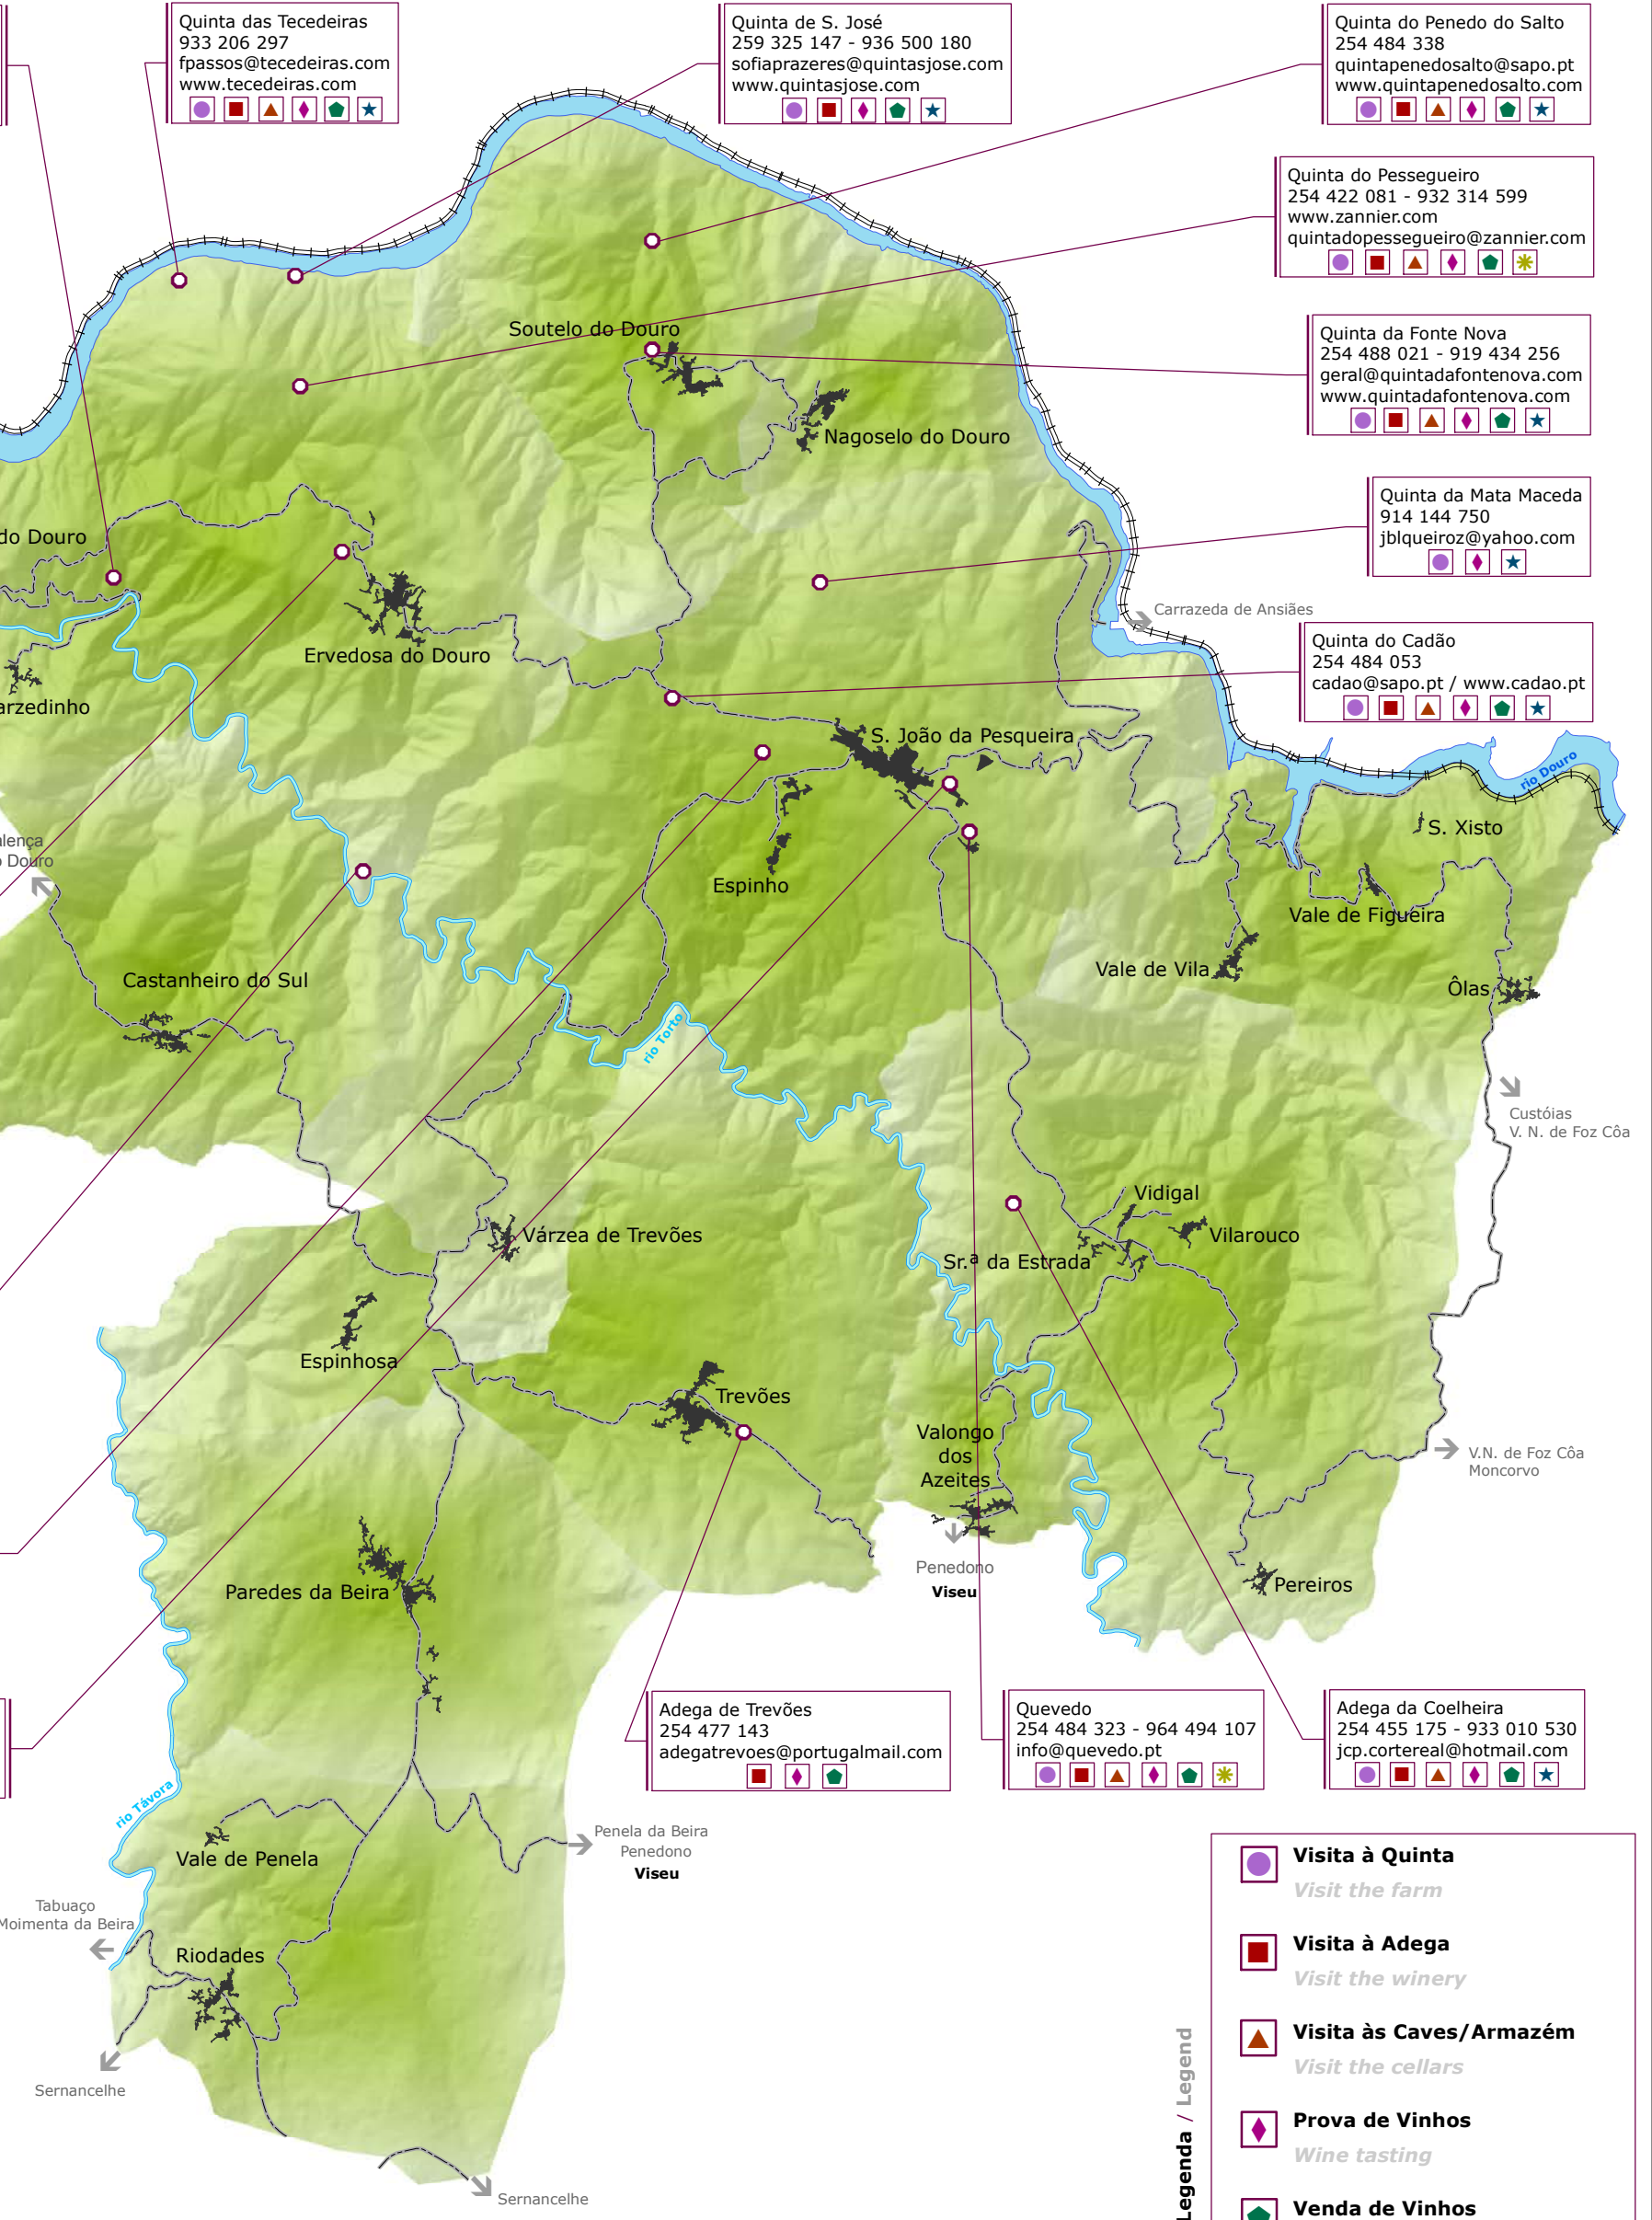 Quinta das Tecedeiras
933 206 297
fpassos@tecedeiras.com
www.tecedeiras.com
Quinta de S. José
259 325 147 - 936 500 180
sofiaprazeres@quintasjose.com
www.quintasjose.com
Quinta do Penedo do Salto
254 484 338
quintapenedosalto@sapo.pt
www.quintapenedosalto.com
Quinta do Pessegueiro
254 422 081 - 932 314 599
www.zannier.com
quintadopessegueiro@zannier.com
Quinta da Fonte Nova
254 488 021 - 919 434 256
geral@quintadafontenova.com
www.quintadafontenova.com
Soutelo do Douro
Nagoselo do Douro
Quinta da Mata Maceda
914 144 750
jblqueiroz@yahoo.com
do Douro
Carrazeda de Ansiães
Ervedosa do Douro
Quinta do Cadão
254 484 053
cadao@sapo.pt / www.cadao.pt
arzedinho
S. João da Pesqueira
rio Douro
S. Xisto
lença
Douro
Espinho
Vale de Figueira
Vale de Vila
Castanheiro do Sul
Ôlas
rio Torto
Custóias
V. N. de Foz Côa
Vidigal
Várzea de Trevões
Vilarouco
Sr.ª da Estrada
Espinhosa
Trevões
Valongo
dos
Azeites
V.N. de Foz Côa
Moncorvo
Penedono
Viseu
Paredes da Beira
Pereiros
Adega de Trevões
254 477 143
adegatrevoes@portugalmail.com
Quevedo
254 484 323 - 964 494 107
info@quevedo.pt
Adega da Coelheira
254 455 175 - 933 010 530
jcp.cortereal@hotmail.com
rio Távora
Penela da Beira
Penedono
Viseu
Vale de Penela
Tabuaço
Moimenta da Beira
Riodades
Sernancelhe
Sernancelhe
Legenda / Legend
Visita à Quinta
Visit the farm
Visita à Adega
Visit the winery
Visita às Caves/Armazém
Visit the cellars
Prova de Vinhos
Wine tasting
Venda de Vinhos